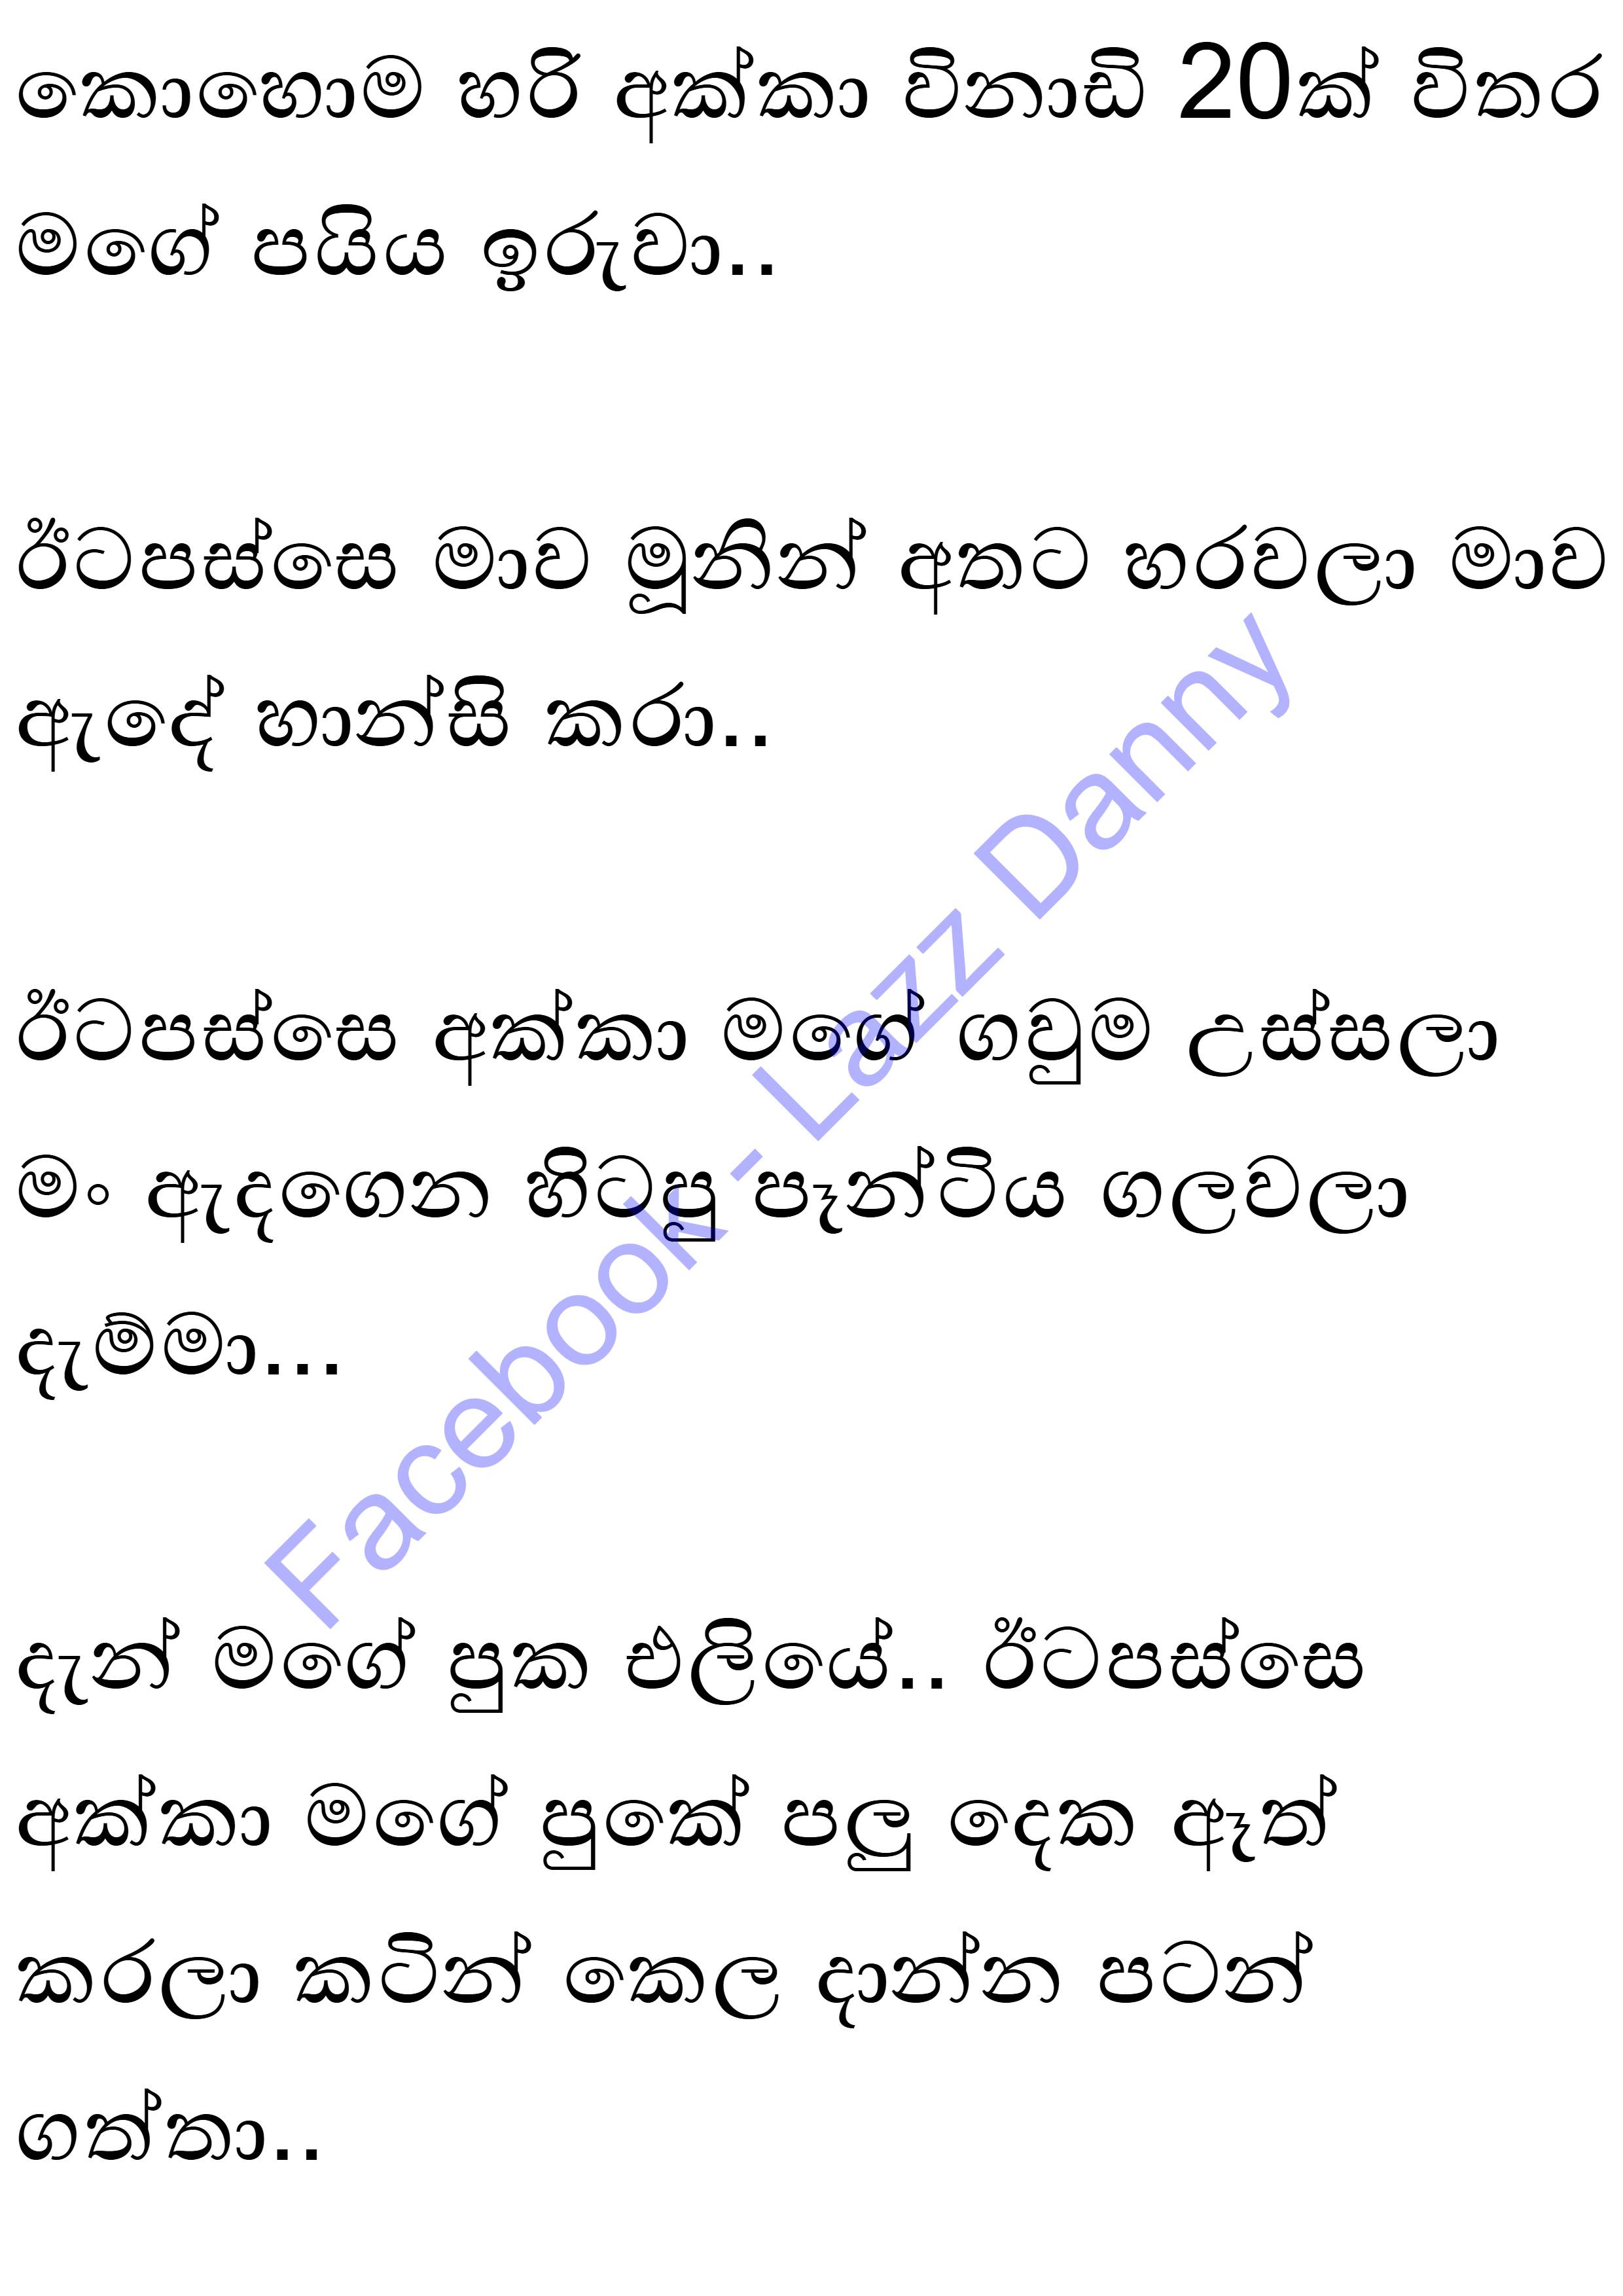 කොහොම හරි අක්කා විනාඩි 20ක් විතර
මගේ පයිය ඉරුවා..
ඊටපස්සෙ මාව මූනින් අතට හරවලා මාව
ඇදේ හාන්සි කරා..
ඊටපස්සෙ අක්කා මගේ ගවුම උස්සලා
මං ඇදගෙන හිටපු පෑන්ටිය ගලවලා
දැම්මා...
දැන් මගේ පුක එලියේ.. ඊටපස්සෙ
අක්කා මගේ පුකේ පලු දෙක ඈත්
කරලා කටින් කෙල දාන්න පටන්
ගත්තා..
Facebook - Lazz Danny